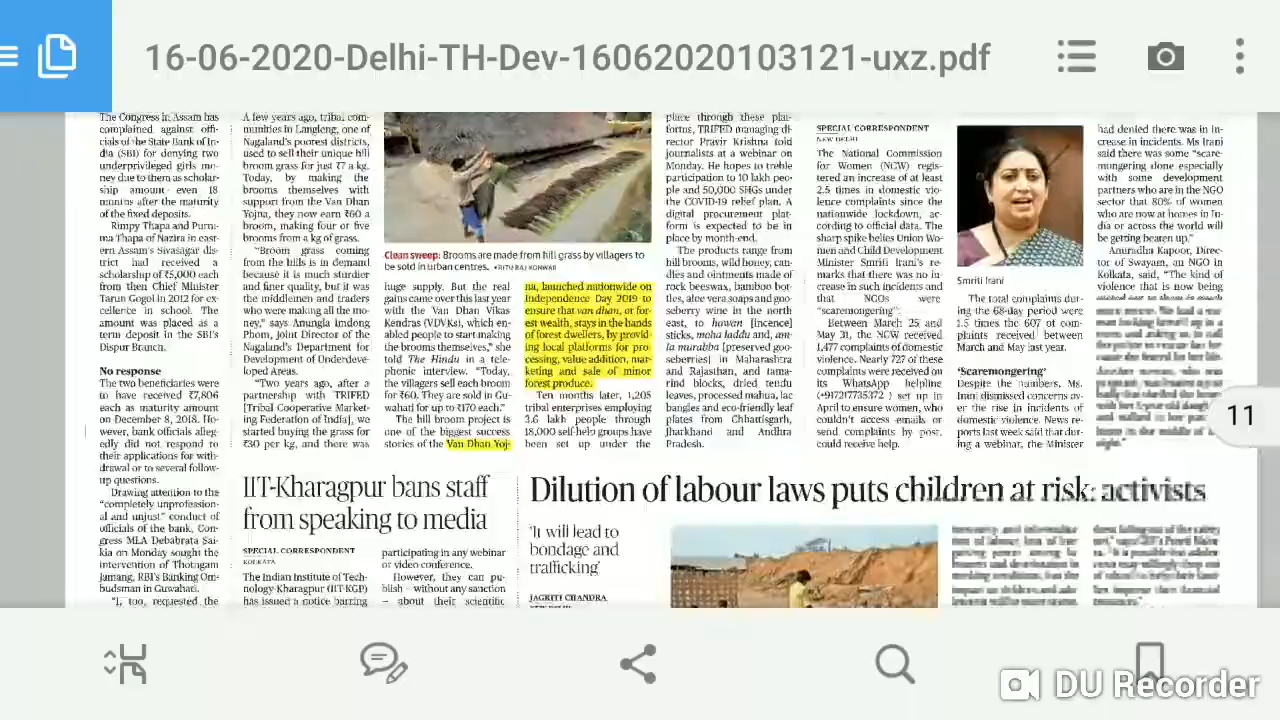 16-06-2020-Delhi-TH-Dev-16062020103121-uxz.pdf
The Congress in Assam has
complained against offi-
cials of the State Bank of In-
dia (SBI) for denying two
underprivileged girls mo-
ney due to them as scholar-
ship amount even 18
months after the maturity
of the fixed deposits.
Rimpy Thapa and Purni-
ma Thapa of Nazira in east-
ern Assam's Sivasagar dis-
trict had received a
scholarship of ₹5,000 each
from then Chief Minister
Tarun Gogoi in 2012 for ex-
cellence in school. The
amount was placed as a
term deposit in the SBI's
Dispur Branch.
No response
The two beneficiaries were
to have received ₹7,806
each as maturity amount
on December 8, 2018. Ho-
wever, bank officials alleg-
edly did not respond to
their applications for with-
drawal or to several follow-
up questions.
Drawing attention to the
"completely unprofession-
al and unjust" conduct of
officials of the bank, Con-
gress MLA Debabrata Sai-
kia on Monday sought the
intervention of Thotngam
Jamang, RBI's Banking Om-
budsman in Guwahati.
"I, too, requested the
A few years ago, tribal com-
munities in Langleng, one of
Nagaland's poorest districts,
used to sell their unique hill
broom grass for just ₹7 a kg.
Today, by making the
brooms themselves with
support from the Van Dhan
Yojna, they now earn ₹60 a
broom, making four or five
brooms from a kg of grass.
"Broom grass coming
from the hills is in demand
because it is much sturdier
and finer quality, but it was
the middlemen and traders
who were making all the mo-
ney," says Anungla Imdong
Phom, Joint Director of the
Nagaland's Department for
Development of Underdeve-
loped Areas.
"Two years ago, after a
partnership with TRIFED
[Tribal Cooperative Market-
ing Federation of India], we
started buying the grass for
₹30 per kg, and there was
Clean sweep: Brooms are made from hill grass by villagers to
be sold in urban centres. RITU RAJ KONWAR
huge supply. But the real
gains came over this last year
with the Van Dhan Vikas
Kendras (VDVKs), which en-
abled people to start making
the brooms themselves," she
told The Hindu in a tele-
phonic interview. "Today,
the villagers sell each broom
for ₹60. They are sold in Gu-
wahati for up to ₹170 each."
The hill broom project is
one of the biggest success
stories of the Van Dhan Yoj-
na, launched nationwide on
Independence Day 2019 to
ensure that van dhan, or for-
est wealth, stays in the hands
of forest dwellers, by provid-
ing local platforms for pro-
cessing, value addition, mar-
keting and sale of minor
forest produce.
Ten months later, 1,205
tribal enterprises employing
3.6 lakh people through
18,000 self help groups have
been set up under the
place through these plat-
forms, TRIFED managing di-
rector Pravir Krishna told
journalists at a webinar on
Monday. He hopes to treble
participation to 10 lakh peo-
ple and 50,000 SHGs under
the COVID-19 relief plan. A
digital procurement plat-
form is expected to be in
place by month-end.
The products range from
hill brooms, wild honey, can-
dles and ointments made of
rock beeswax, bamboo bot-
tles, aloe vera soaps and goo-
seberry wine in the north
east, to howan [incence]
sticks, moha laddu and, am-
la murabba [preserved goo-
seberries] in Maharashtra
and Rajasthan, and tama-
rind blocks, dried tendu
leaves, processed mahua, lac
bangles and eco-friendly leaf
plates from Chhattisgarh,
Jharkhand and Andhra
Pradesh.
SPECIAL CORRESPONDENT
NEW DELHI
The National Commission
for Women (NCW) regis-
tered an increase of at least
2.5 times in domestic vio-
lence complaints since the
nationwide lockdown, ac-
cording to official data. The
sharp spike belies Union Wo-
men and Child Development
Minister Smriti Irani's re-
marks that there was no in-
crease in such incidents and
that NGOs were
"scaremongering".
Between March 25 and
May 31, the NCW received
1,477 complaints of domestic
violence. Nearly 727 of these
complaints were received on
its WhatsApp helpline
(+917217735372 ) set up in
April to ensure women, who
couldn't access emails or
send complaints by post,
could receive help.
Smriti Irani
The total complaints dur-
ing the 68-day period were
1.5 times the 607 of com-
plaints received between
March and May last year.
'Scaremongering'
Despite the numbers, Ms.
Irani dismissed concerns ov-
er the rise in incidents of
domestic violence. News re-
ports last week said that dur-
ing a webinar, the Minister
had denied there was in in-
crease in incidents. Ms Irani
said there was some "scare-
mongering done especially
with some development
partners who are in the NGO
sector that 80% of women
who are now at homes in In-
dia or across the world will
be getting beaten up."
Anuradha Kapoor, Direc-
tor of Swayam, an NGO in
Kolkata, said, "The kind of
violence that is now being
11
IIT-Kharagpur bans staff
from speaking to media
SPECIAL CORRESPONDENT
KOLKATA
The Indian Institute of Tech-
nology-Kharagpur (IIT-KGP)
has issued a notice barring
participating in any webinar
or video conference.
However, they can pu-
blish – without any sanction
– about their scientific
Dilution of labour laws puts children at risk: activists
'It will lead to
bondage and
trafficking'
JAGRITI CHANDRA
NEW DELHI
DU Recorder